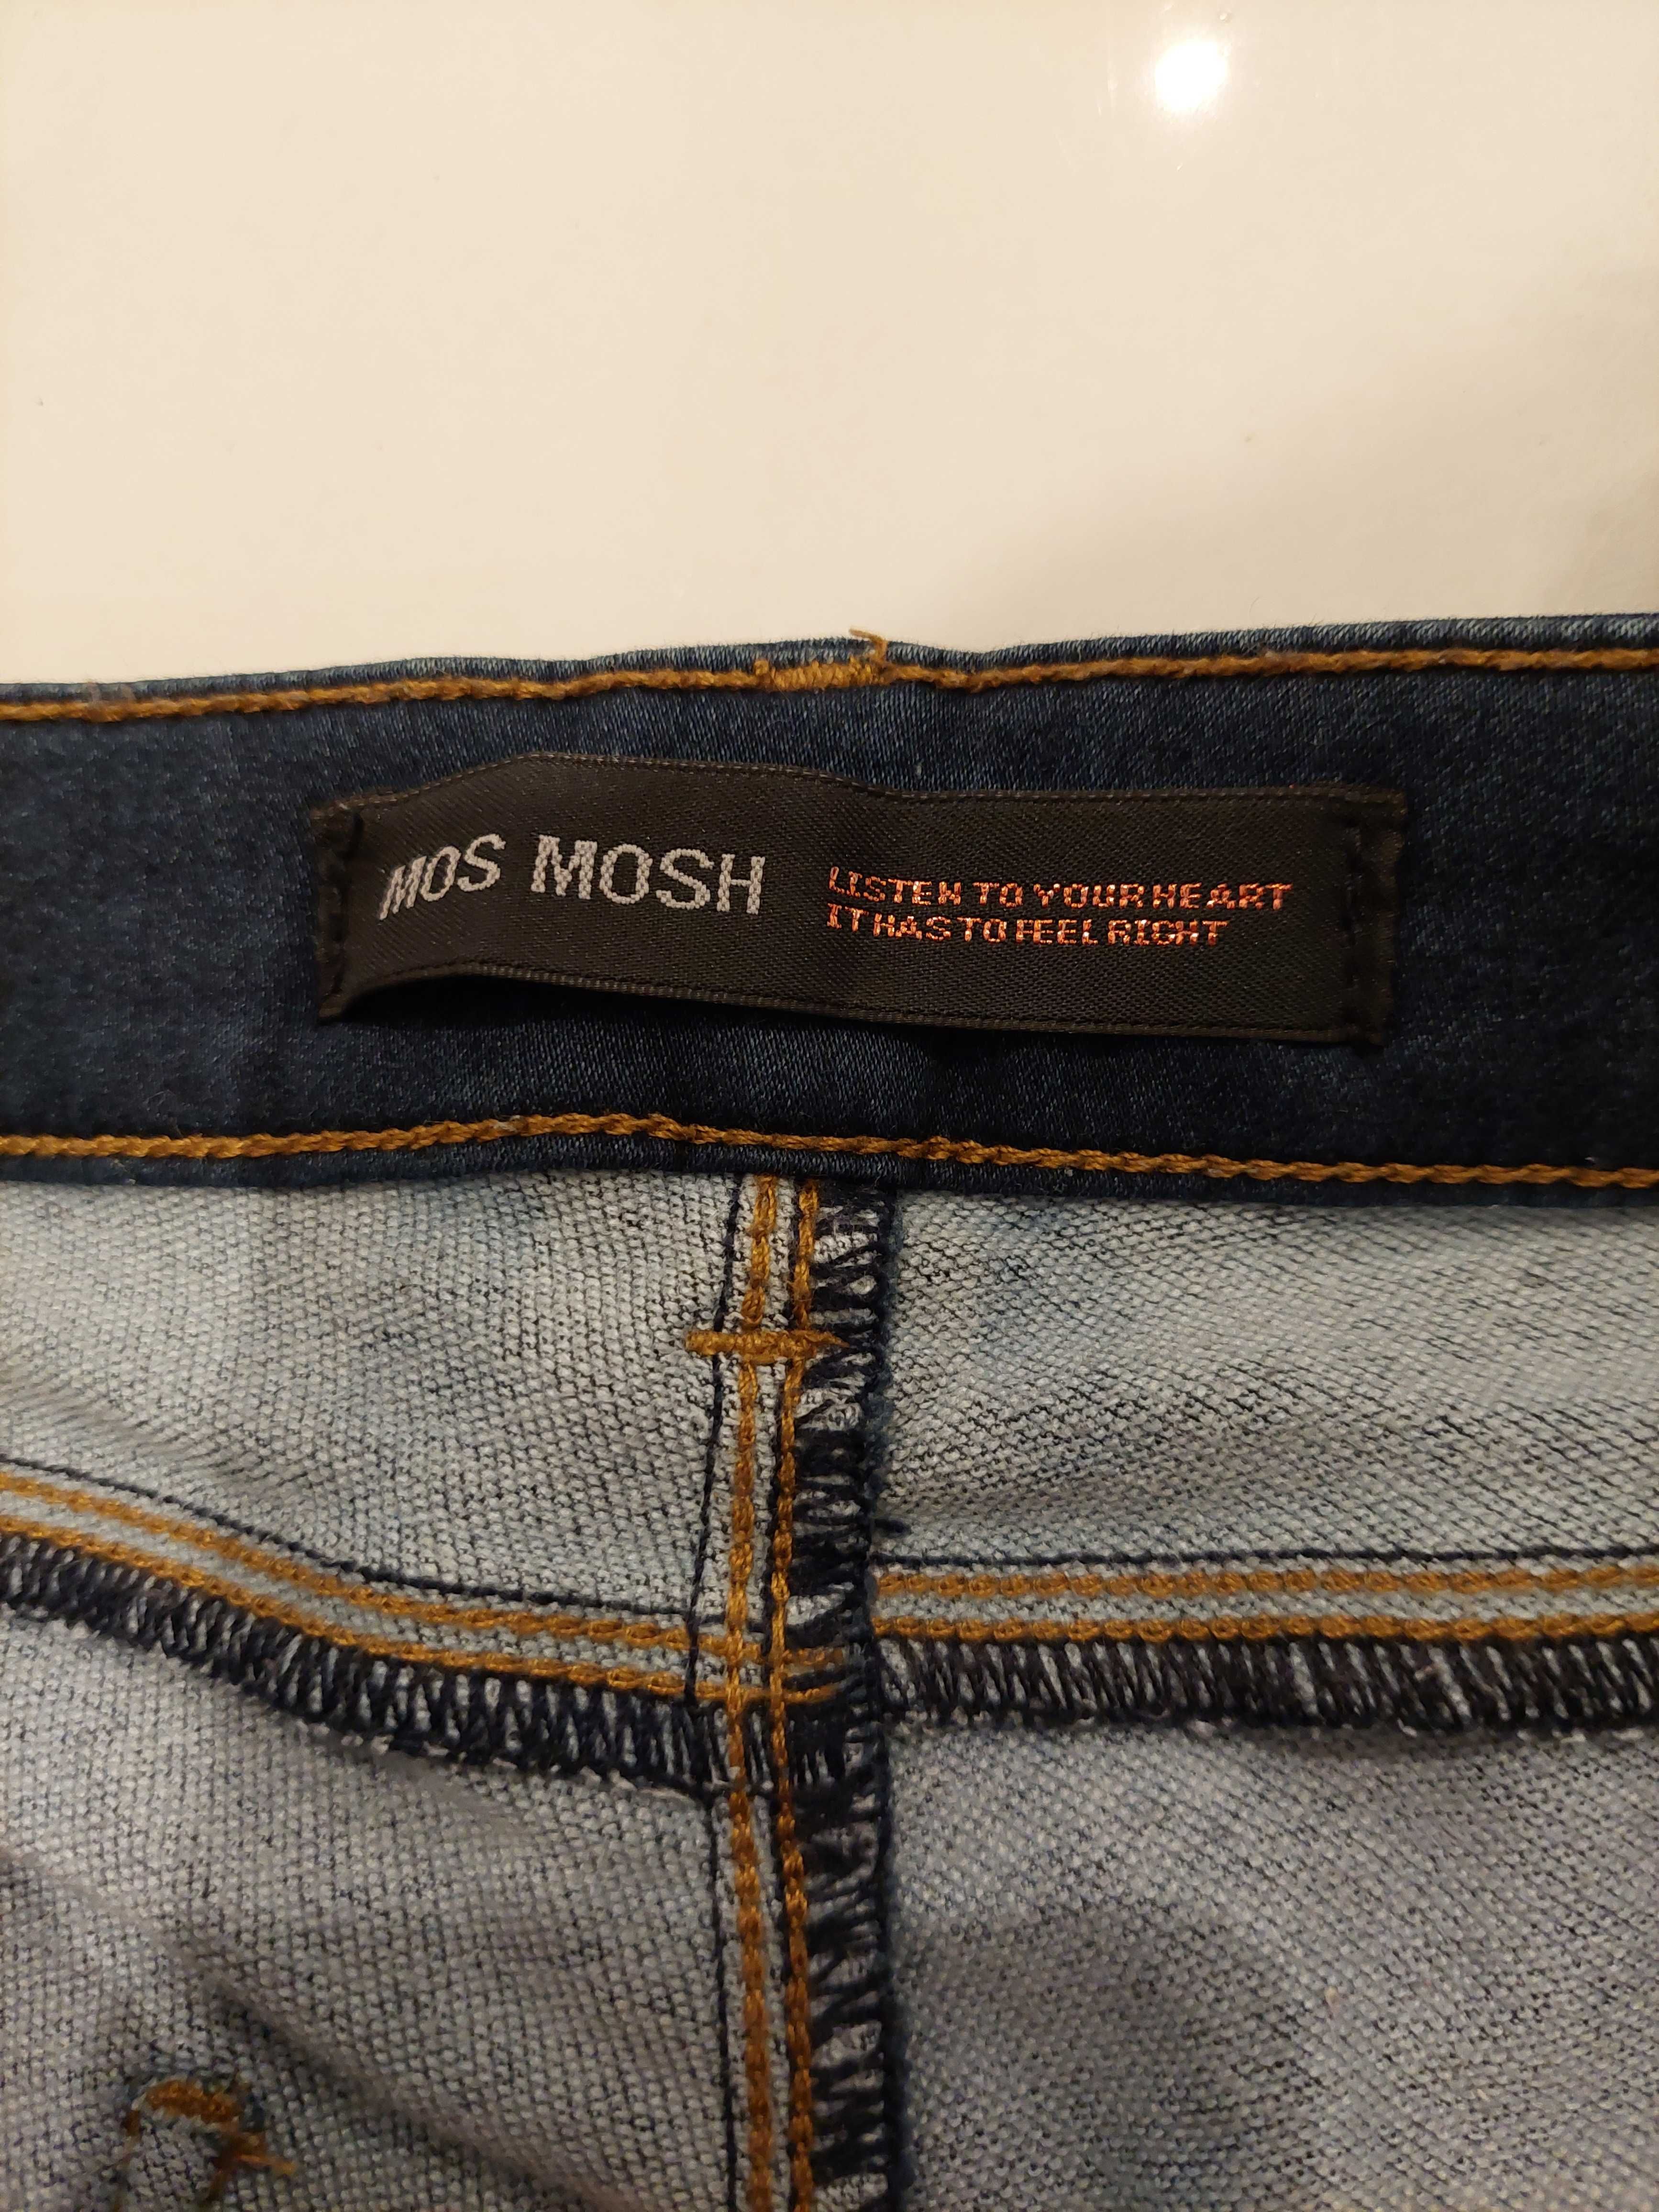 MOS MOSH
LISTEN TO YOUR HEART
IT HAS TO FEEL RIGHT